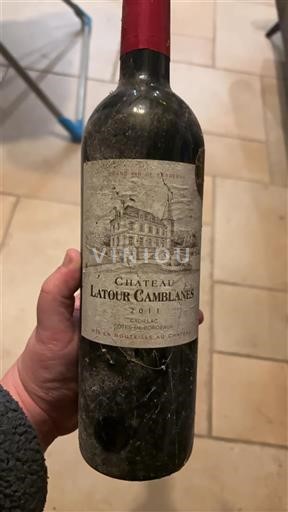 GRAND VIN DE BORDEAUX
VINIOU
CHATEAU
LATOUR CAMBLANES
2011
CADILLAC
CÔTES DE BORDEAUX
MIS EN BOUTEILLE AU CHATEAU